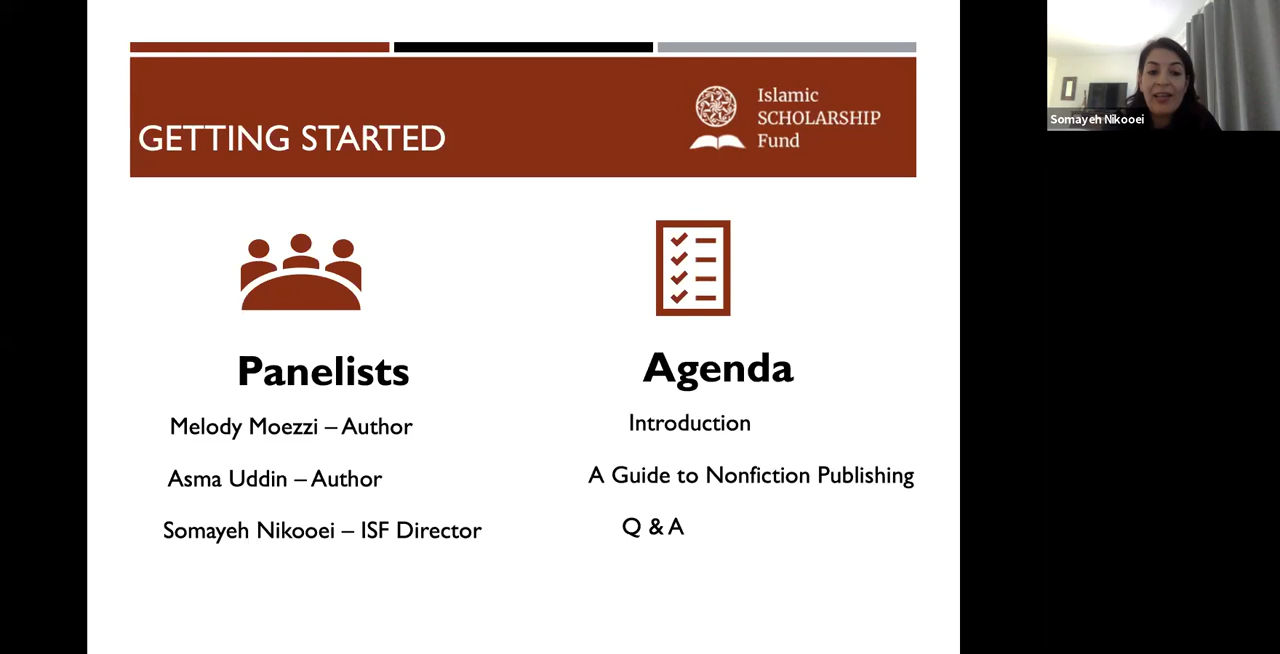 GETTING STARTED
Islamic
SCHOLARSHIP
Fund
Somayeh Nikooei
Panelists
Melody Moezzi – Author
Asma Uddin – Author
Somayeh Nikooei – ISF Director
Agenda
Introduction
A Guide to Nonfiction Publishing
Q & A